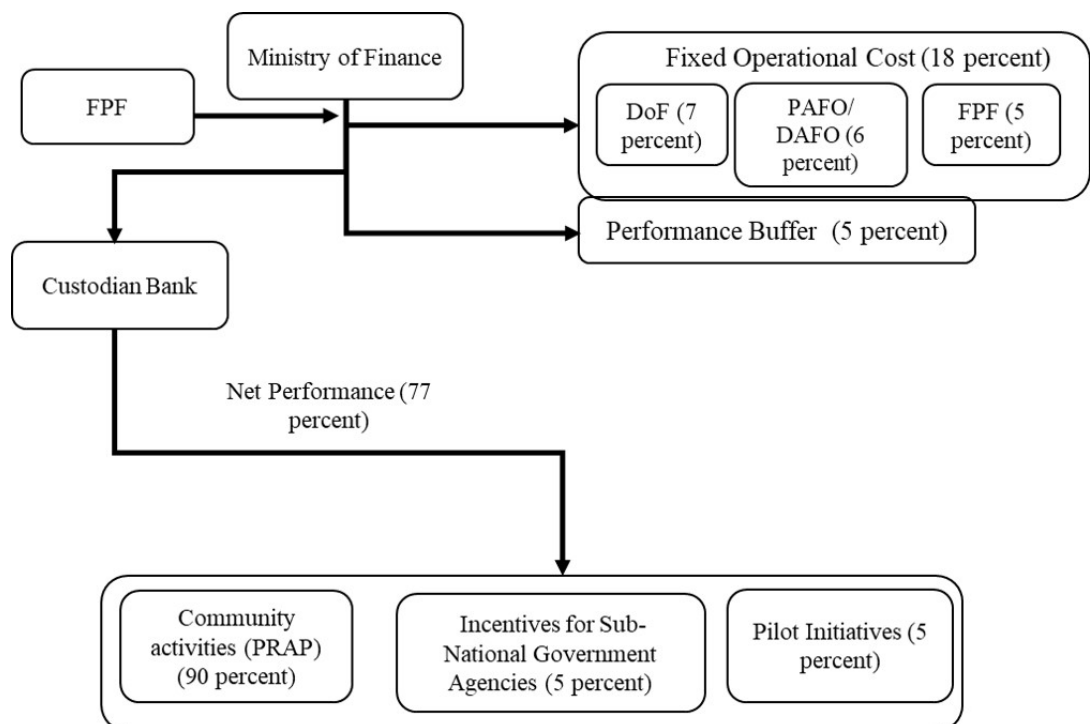 Ministry of Finance
FPF
Fixed Operational Cost (18 percent)
DoF (7
percent)
PAFO/
DAFO (6
percent)
FPF (5
percent)
Performance Buffer (5 percent)
Custodian Bank
Net Performance (77
percent)
Community
activities (PRAP)
(90 percent)
Incentives for Sub-
National Government
Agencies (5 percent)
Pilot Initiatives (5
percent)